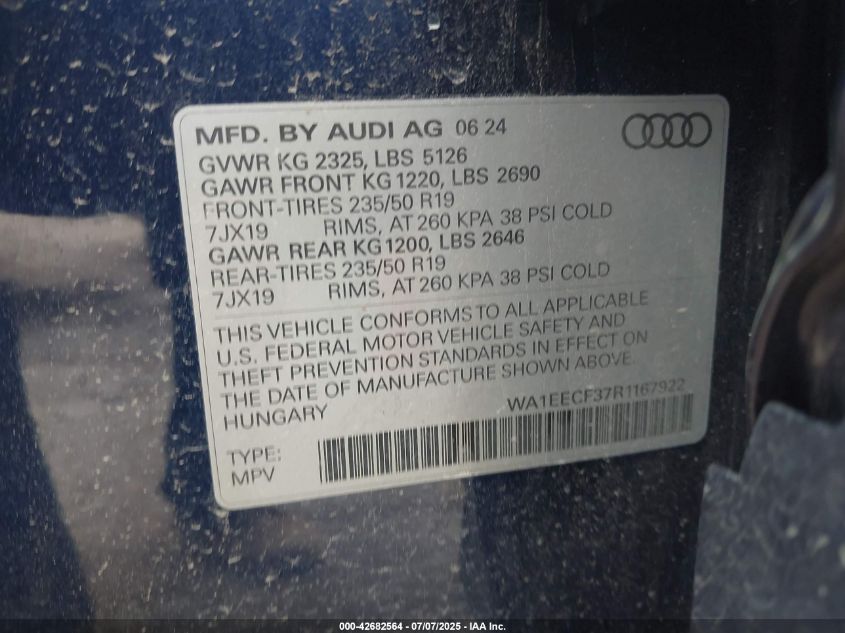 MFD. BY AUDI AG 06 24
GVWR KG 2325, LBS 5126
GAWR FRONT KG 1220, LBS 2690
FRONT-TIRES 235/50 R19
7JX19 RIMS, AT 260 KPA 38 PSI COLD
GAWR REAR KG 1200, LBS 2646
REAR-TIRES 235/50 R19
7JX19 RIMS, AT 260 KPA 38 PSI COLD
THIS VEHICLE CONFORMS TO ALL APPLICABLE
U.S. FEDERAL MOTOR VEHICLE SAFETY AND
THEFT PREVENTION STANDARDS IN EFFECT ON
THE DATE OF MANUFACTURE SHOWN ABOVE.
HUNGARY WA1EECF37R1167922
TYPE:
MPV
000-42682564 - 07/07/2025 - IAA Inc.